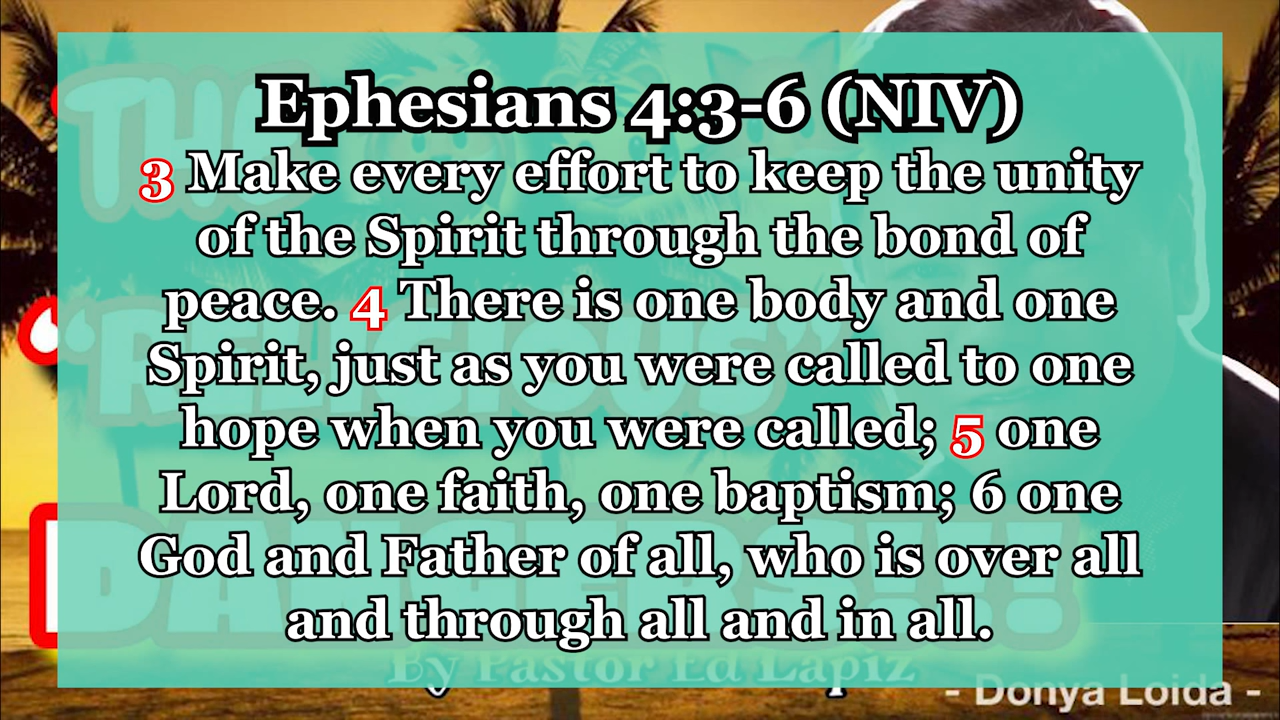 Ephesians 4:3-6 (NIV)
3 Make every effort to keep the unity
of the Spirit through the bond of
peace. 4 There is one body and one
Spirit, just as you were called to one
hope when you were called; 5 one
Lord, one faith, one baptism; 6 one
God and Father of all, who is over all
and through all and in all.
THE
“RELIGIOUS”
DANGERS!!!
By Pastor Ed Lapiz
- Donya Loida -